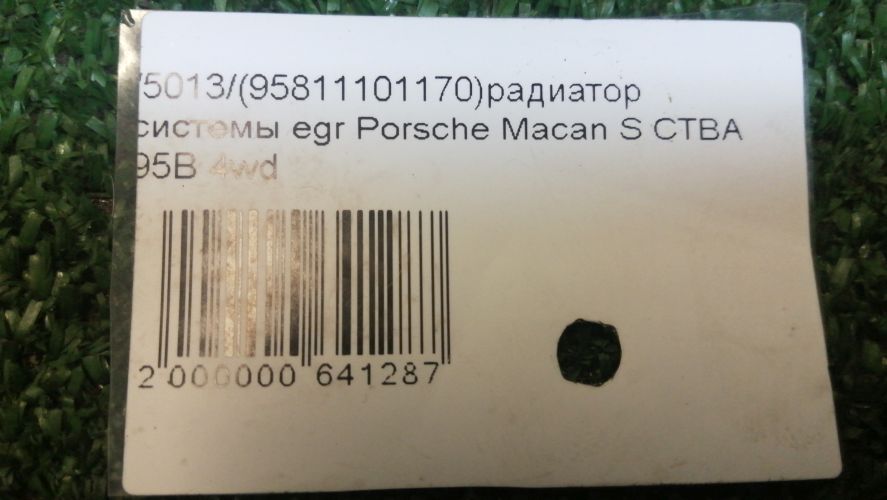 /5013/(95811101170)радиатор
системы egr Porsche Macan S CTBA
95B 4wd
2 000000 641287